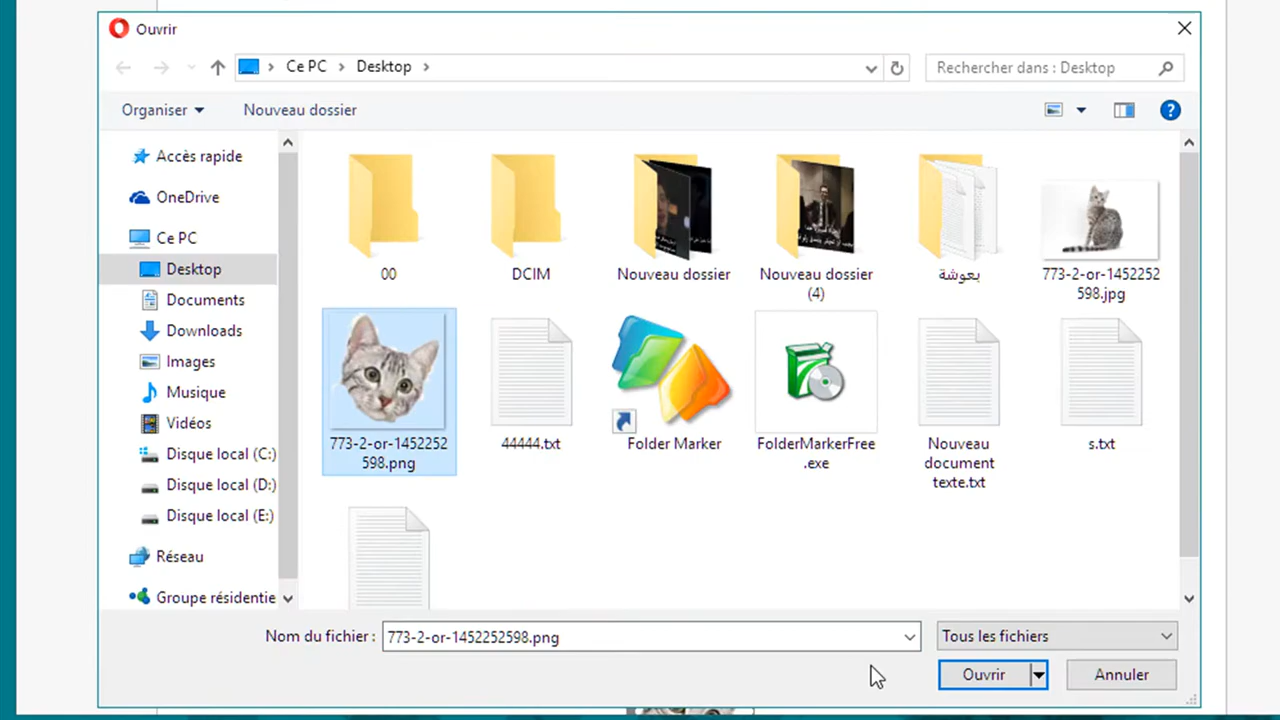 Ouvrir
Ce PC
Desktop
Rechercher dans : Desktop
Organiser
Nouveau dossier
Accès rapide
OneDrive
Ce PC
Desktop
Documents
Downloads
Images
Musique
Vidéos
Disque local (C:)
Disque local (D:)
Disque local (E:)
Réseau
Groupe résidentie
00
DCIM
Nouveau dossier
Nouveau dossier
(4)
بعوشة
773-2-or-1452252
598.jpg
773-2-or-1452252
598.png
44444.txt
Folder Marker
FolderMarkerFree
.exe
Nouveau
document
texte.txt
s.txt
Nom du fichier :
773-2-or-1452252598.png
Tous les fichiers
Ouvrir
Annuler